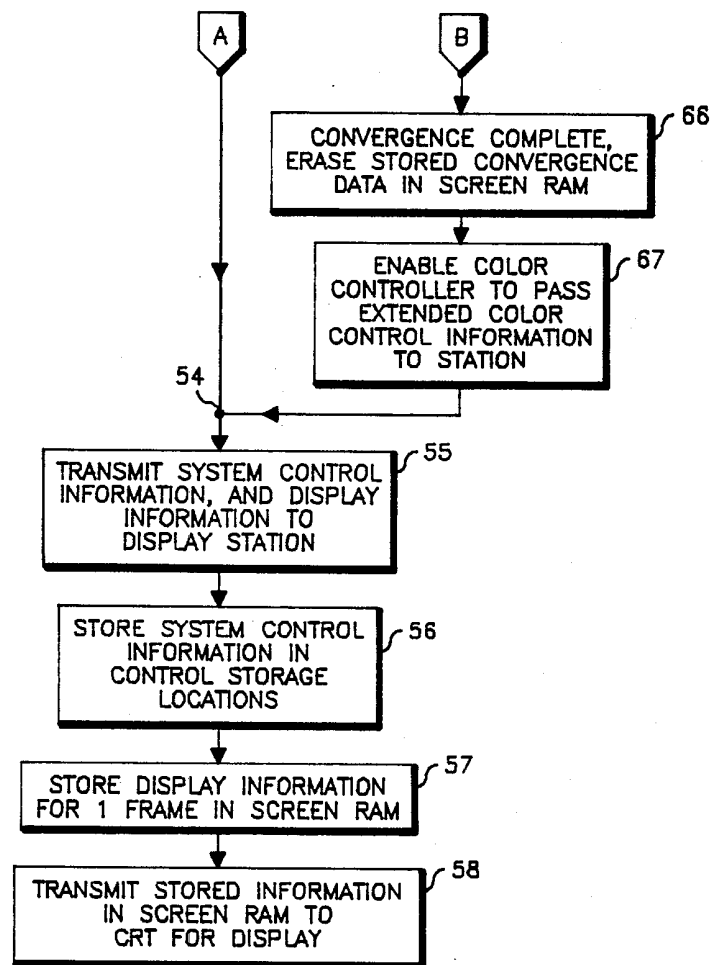 A
B
66
CONVERGENCE COMPLETE,
ERASE STORED CONVERGENCE
DATA IN SCREEN RAM
67
ENABLE COLOR
CONTROLLER TO PASS
EXTENDED COLOR
CONTROL INFORMATION
TO STATION
54
55
TRANSMIT SYSTEM CONTROL
INFORMATION, AND DISPLAY
INFORMATION TO
DISPLAY STATION
56
STORE SYSTEM CONTROL
INFORMATION IN
CONTROL STORAGE
LOCATIONS
57
STORE DISPLAY INFORMATION
FOR 1 FRAME IN SCREEN RAM
58
TRANSMIT STORED INFORMATION
IN SCREEN RAM TO
CRT FOR DISPLAY